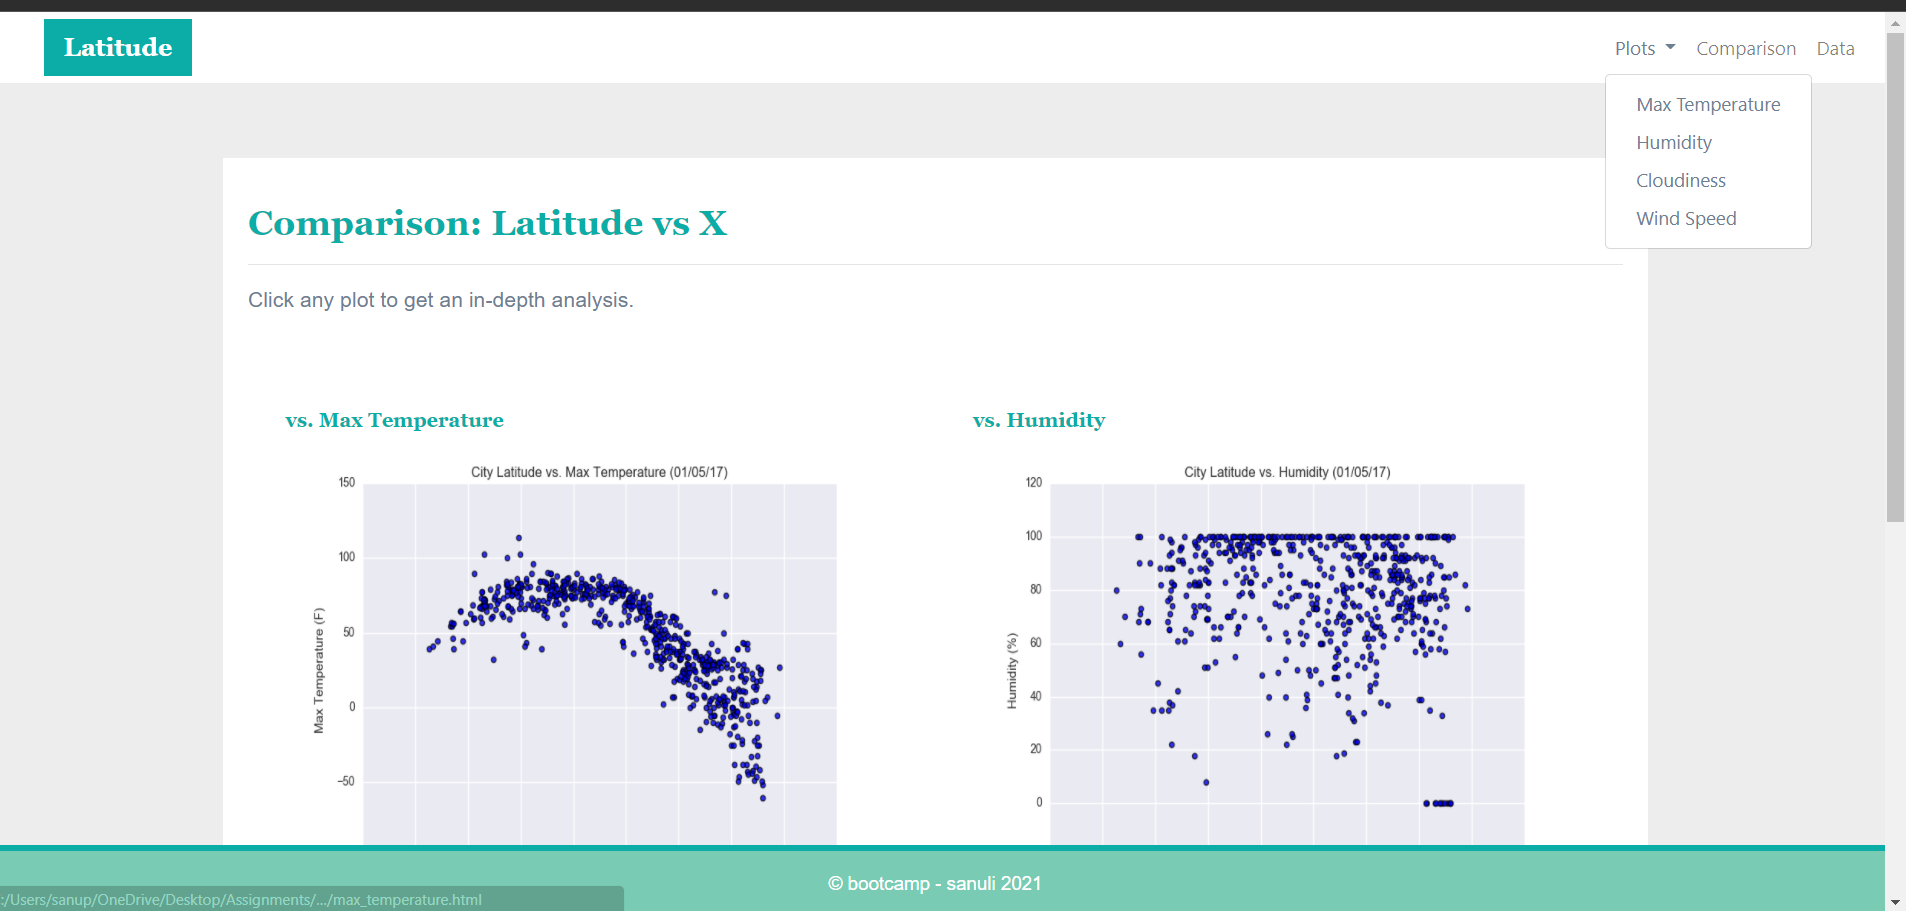 Latitude
Plots
Comparison
Data
Max Temperature
Humidity
Cloudiness
Wind Speed
Comparison: Latitude vs X
Click any plot to get an in-depth analysis.
vs. Max Temperature
City Latitude vs. Max Temperature (01/05/17)
150
100
50
0
−50
Max Temperature (F)
vs. Humidity
City Latitude vs. Humidity (01/05/17)
120
100
80
60
40
20
0
Humidity (%)
© bootcamp - sanuli 2021
:/Users/sanup/OneDrive/Desktop/Assignments/.../max_temperature.html